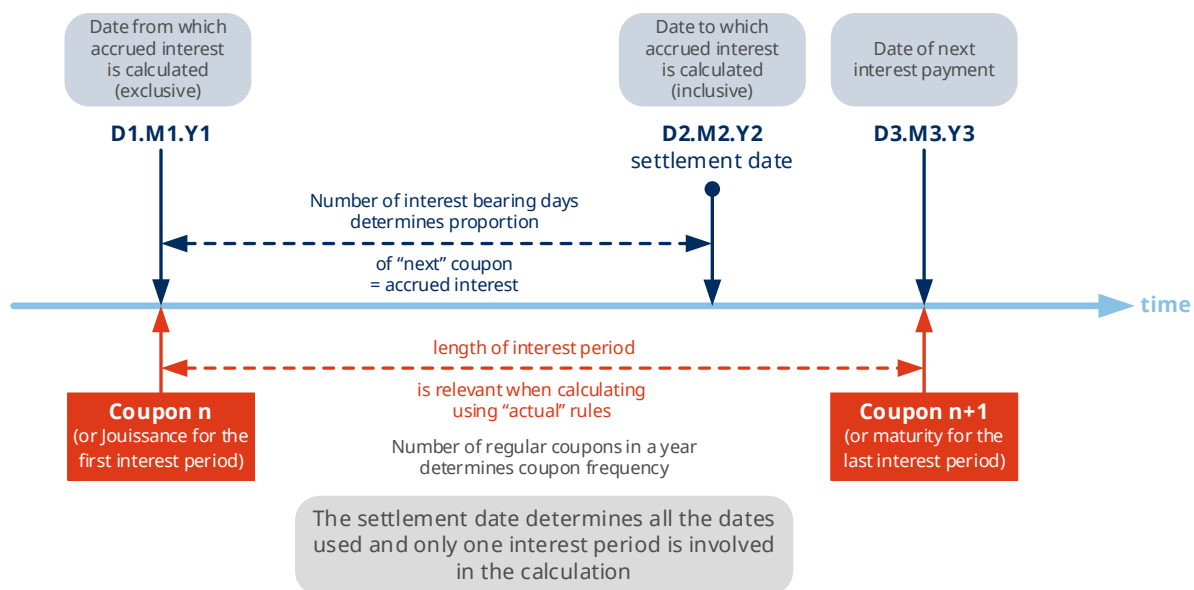 Date from which
accrued interest
is calculated
(exclusive)
Date to which
accrued interest
is calculated
(inclusive)
Date of next
interest payment
D1.M1.Y1
D2.M2.Y2
settlement date
D3.M3.Y3
Number of interest bearing days
determines proportion
of “next” coupon
= accrued interest
time
length of interest period
is relevant when calculating
using “actual” rules
Coupon n
(or Jouissance for the
first interest period)
Number of regular coupons in a year
determines coupon frequency
Coupon n+1
(or maturity for the
last interest period)
The settlement date determines all the dates
used and only one interest period is involved
in the calculation